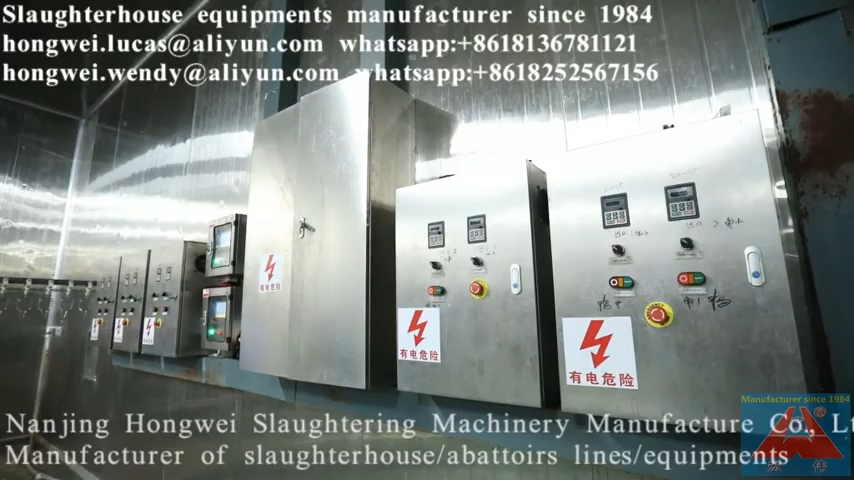 Slaughterhouse equipments manufacturer since 1984
hongwei.lucas@aliyun.com whatsapp:+8618136781121
hongwei.wendy@aliyun.com whatsapp:+8618252567156
有电危险
有电危险
有电危险
Manufacturer since 1984
®
Nanjing Hongwei Slaughtering Machinery Manufacture Co., Lt
Manufacturer of slaughterhouse/abattoirs lines/equipments